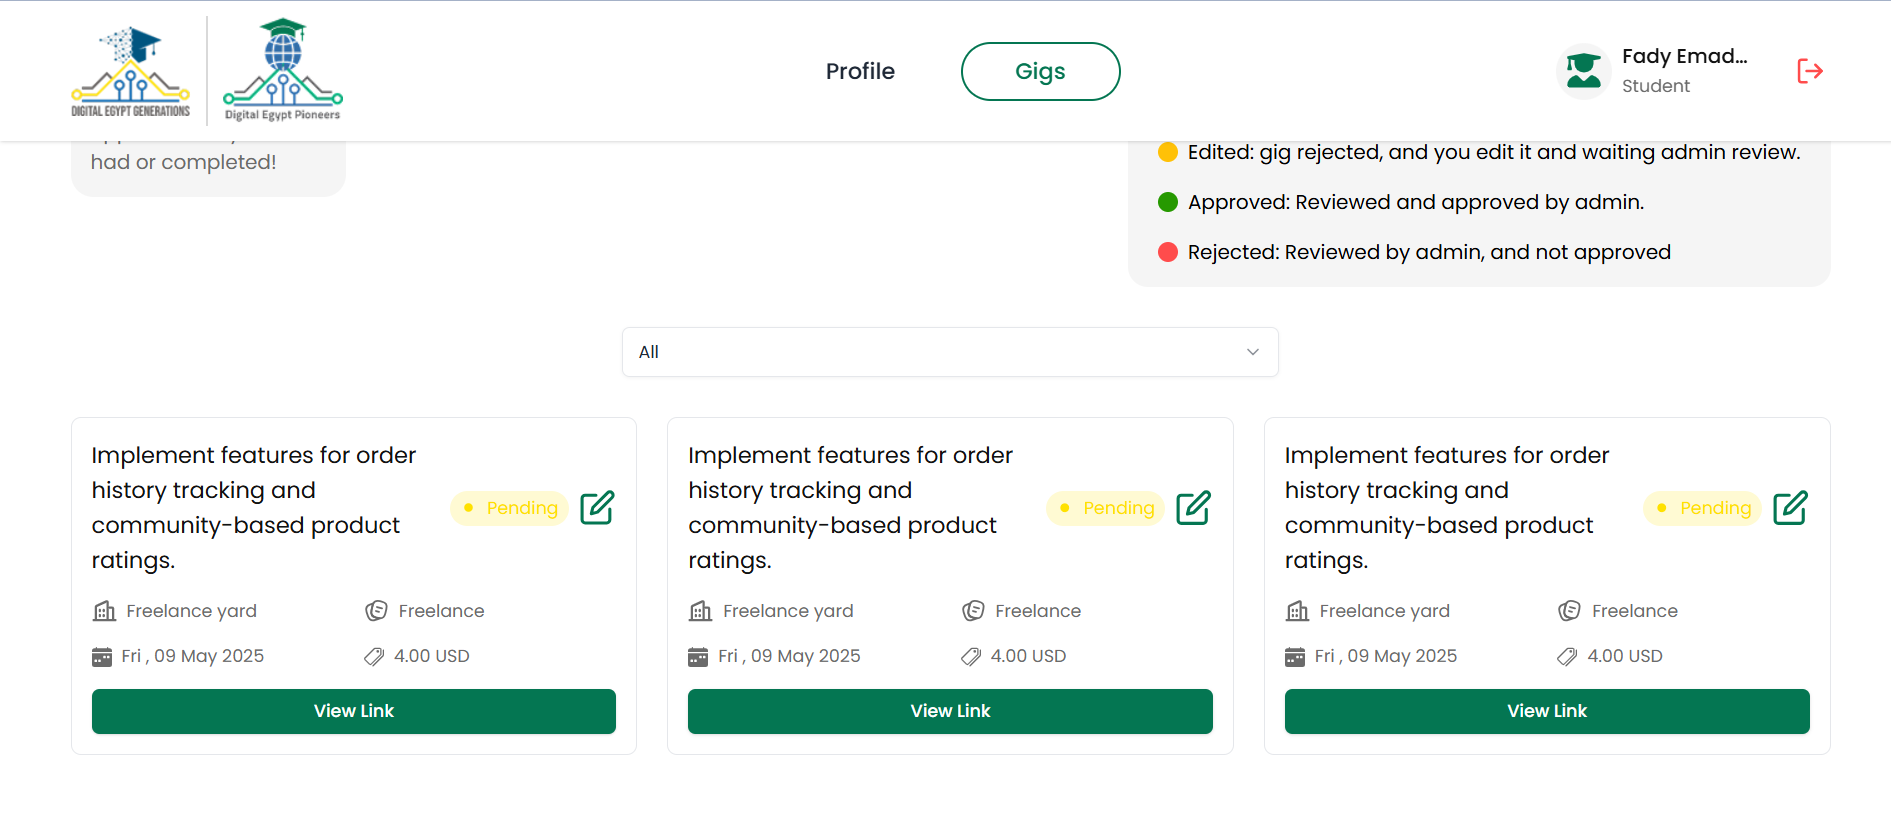 DIGITAL EGYPT GENERATIONS
Digital Egypt Pioneers
Profile
Gigs
Fady Emad...
Student
had or completed!
Edited: gig rejected, and you edit it and waiting admin review.
Approved: Reviewed and approved by admin.
Rejected: Reviewed by admin, and not approved
All
Implement features for order
history tracking and
community-based product
ratings.
Pending
Freelance yard
Freelance
Fri , 09 May 2025
4.00 USD
View Link
Implement features for order
history tracking and
community-based product
ratings.
Pending
Freelance yard
Freelance
Fri , 09 May 2025
4.00 USD
View Link
Implement features for order
history tracking and
community-based product
ratings.
Pending
Freelance yard
Freelance
Fri , 09 May 2025
4.00 USD
View Link